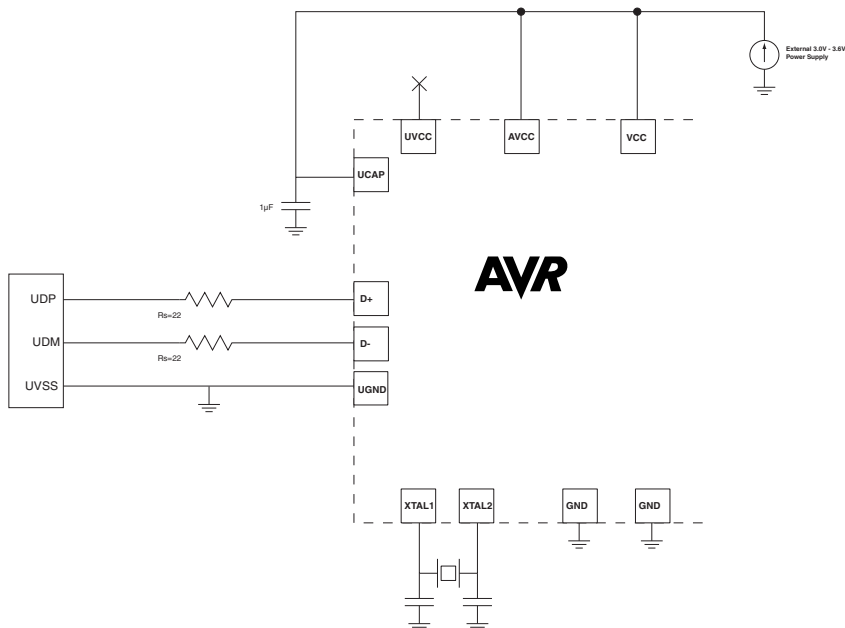 External 3.0V - 3.6V
Power Supply
UVCC
AVCC
VCC
UCAP
1µF
AVR
UDP
D+
Rs=22
UDM
D-
Rs=22
UVSS
UGND
XTAL1
XTAL2
GND
GND